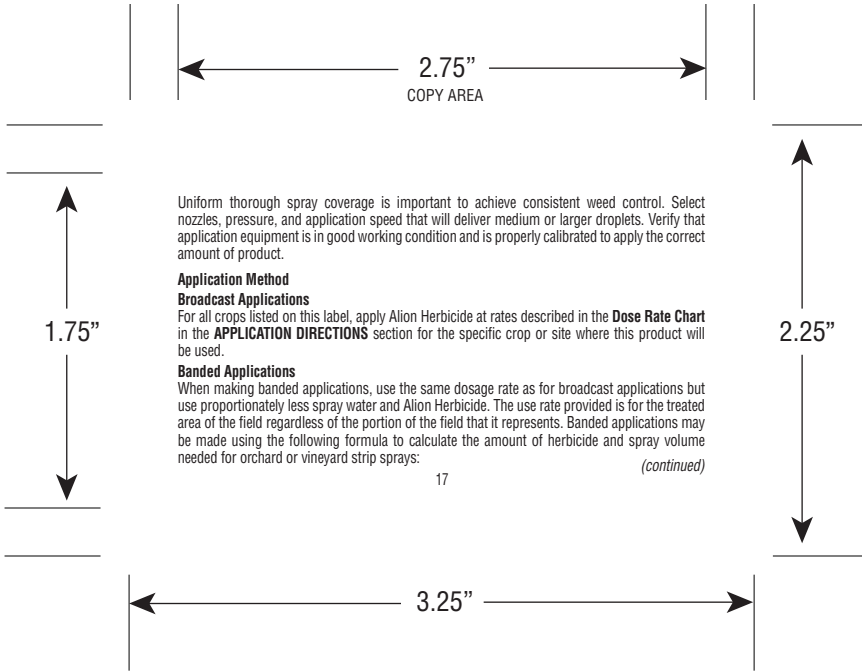 2.75”
COPY AREA
Uniform thorough spray coverage is important to achieve consistent weed control. Select
nozzles, pressure, and application speed that will deliver medium or larger droplets. Verify that
application equipment is in good working condition and is properly calibrated to apply the correct
amount of product.
Application Method
Broadcast Applications
For all crops listed on this label, apply Alion Herbicide at rates described in the Dose Rate Chart
in the APPLICATION DIRECTIONS section for the specific crop or site where this product will
be used.
Banded Applications
When making banded applications, use the same dosage rate as for broadcast applications but
use proportionately less spray water and Alion Herbicide. The use rate provided is for the treated
area of the field regardless of the portion of the field that it represents. Banded applications may
be made using the following formula to calculate the amount of herbicide and spray volume
needed for orchard or vineyard strip sprays:
(continued)
17
1.75”
2.25”
3.25”